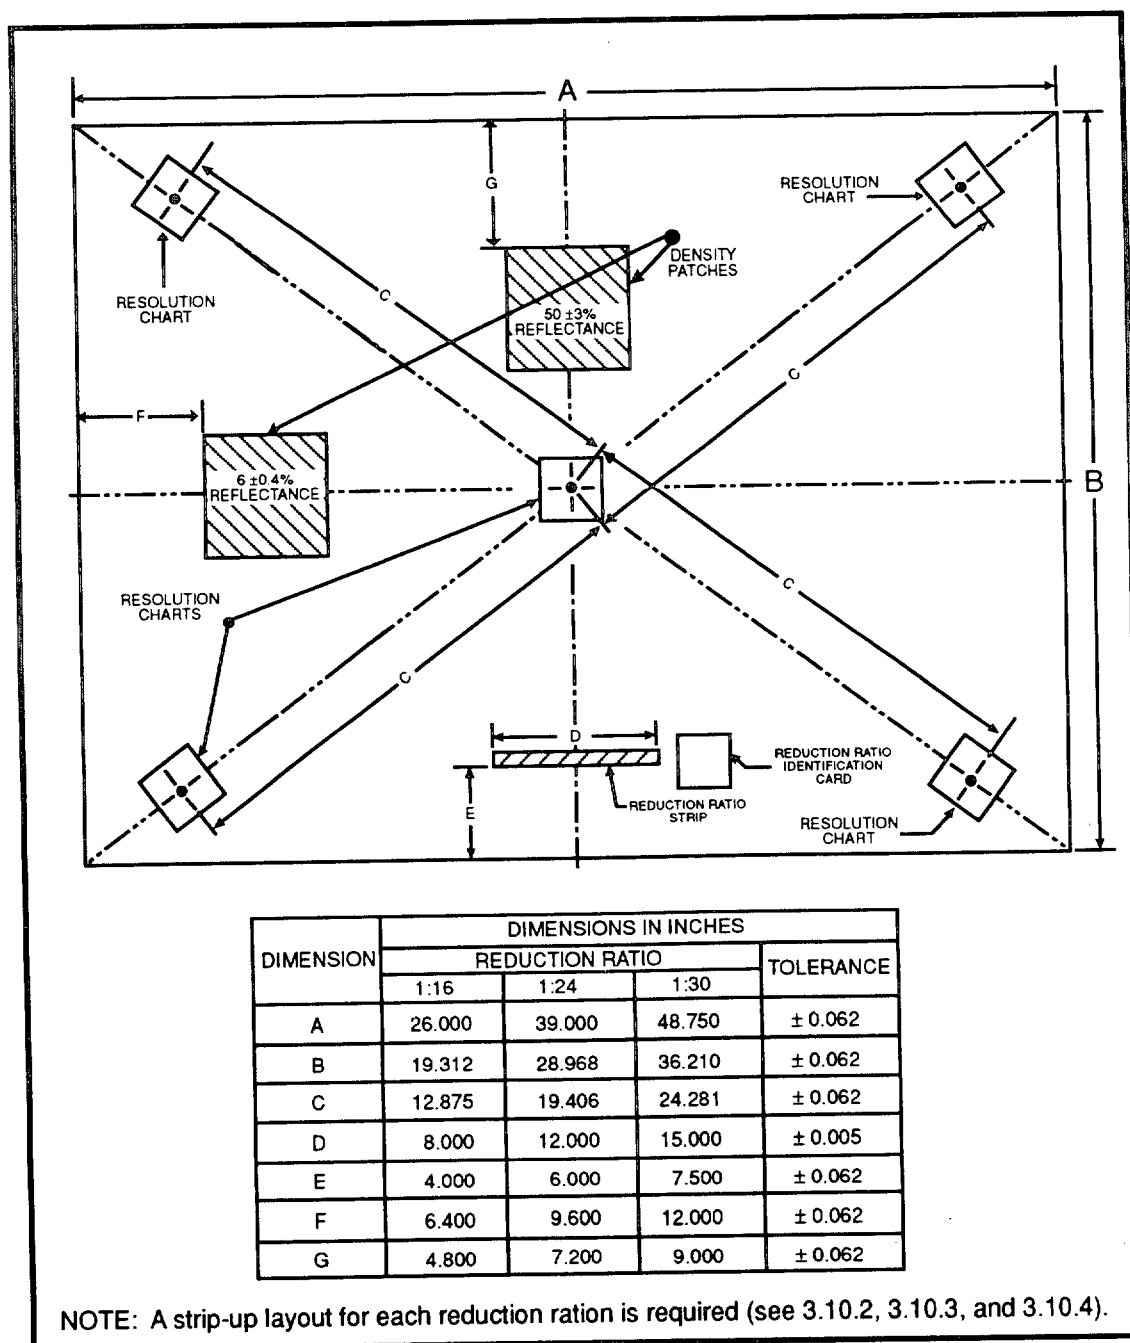 A
G
RESOLUTION
CHART
DENSITY
PATCHES
RESOLUTION
CHART
C
50 ±3%
REFLECTANCE
C
F
6 ±0.4%
REFLECTANCE
B
RESOLUTION
CHARTS
C
C
D
REDUCTION RATIO
IDENTIFICATION
CARD
E
REDUCTION RATIO
STRIP
RESOLUTION
CHART
DIMENSION
DIMENSIONS IN INCHES
REDUCTION RATIO
TOLERANCE
1:16 1:24 1:30
A 26.000 39.000 48.750 ± 0.062
B 19.312 28.968 36.210 ± 0.062
C 12.875 19.406 24.281 ± 0.062
D 8.000 12.000 15.000 ± 0.005
E 4.000 6.000 7.500 ± 0.062
F 6.400 9.600 12.000 ± 0.062
G 4.800 7.200 9.000 ± 0.062
NOTE: A strip-up layout for each reduction ration is required (see 3.10.2, 3.10.3, and 3.10.4).